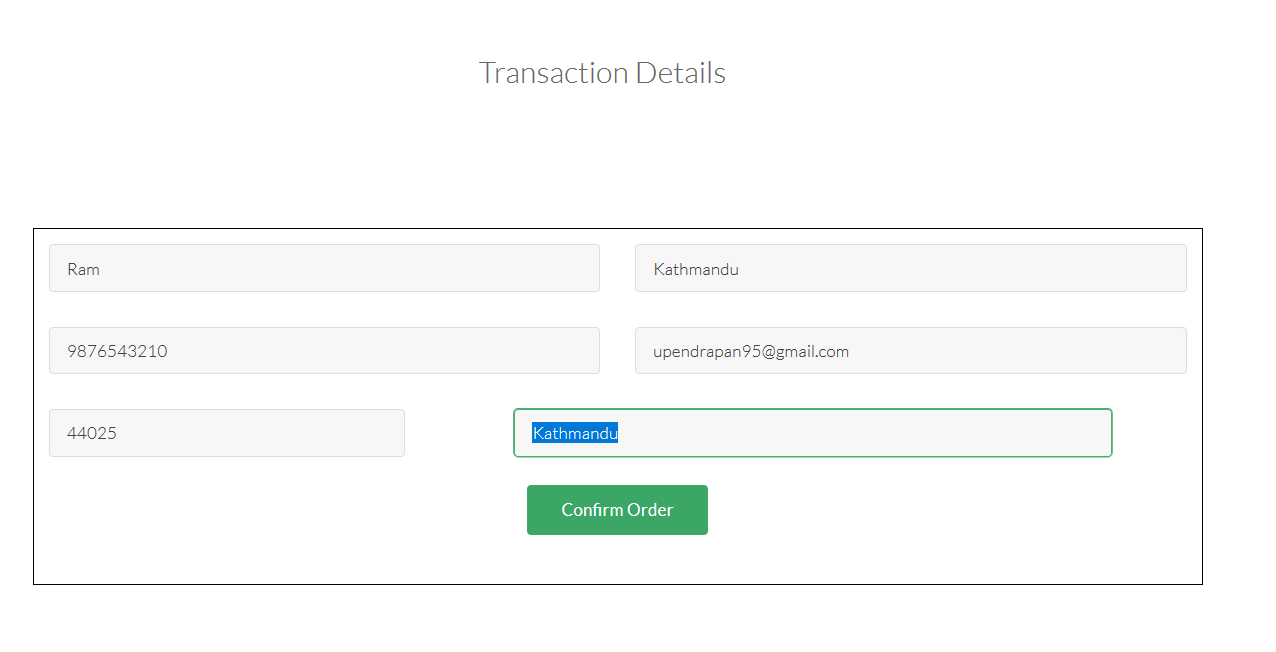 Transaction Details
Ram
Kathmandu
9876543210
upendrapan95@gmail.com
44025
Kathmandu
Confirm Order